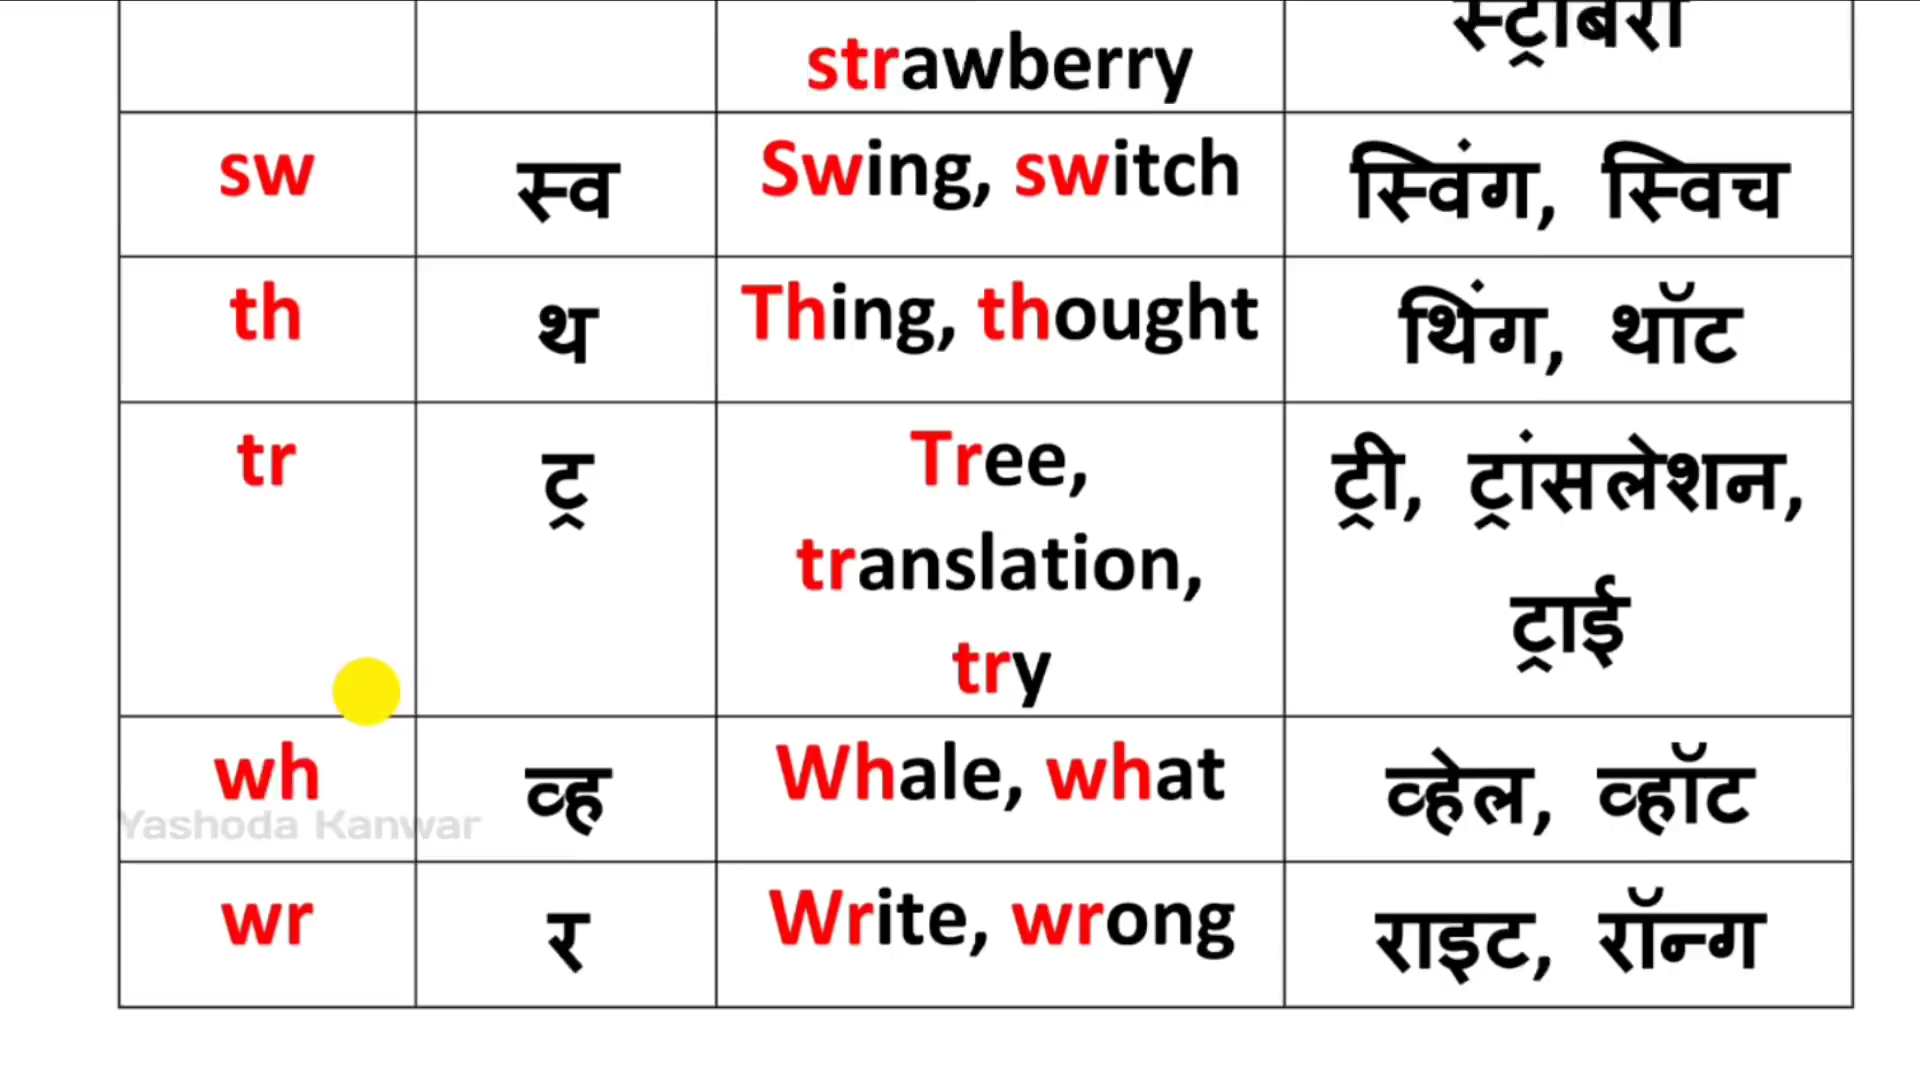 strawberry स्ट्रॉबेरी
sw स्व Swing, switch स्विंग, स्विच
th थ Thing, thought थिंग, थॉट
tr ट्र Tree, ट्री, ट्रांसलेशन,
translation, ट्राई
try
wh व्ह Whale, what व्हेल, व्हॉट
Yashoda Kanwar
wr र Write, wrong राइट, रॉन्ग